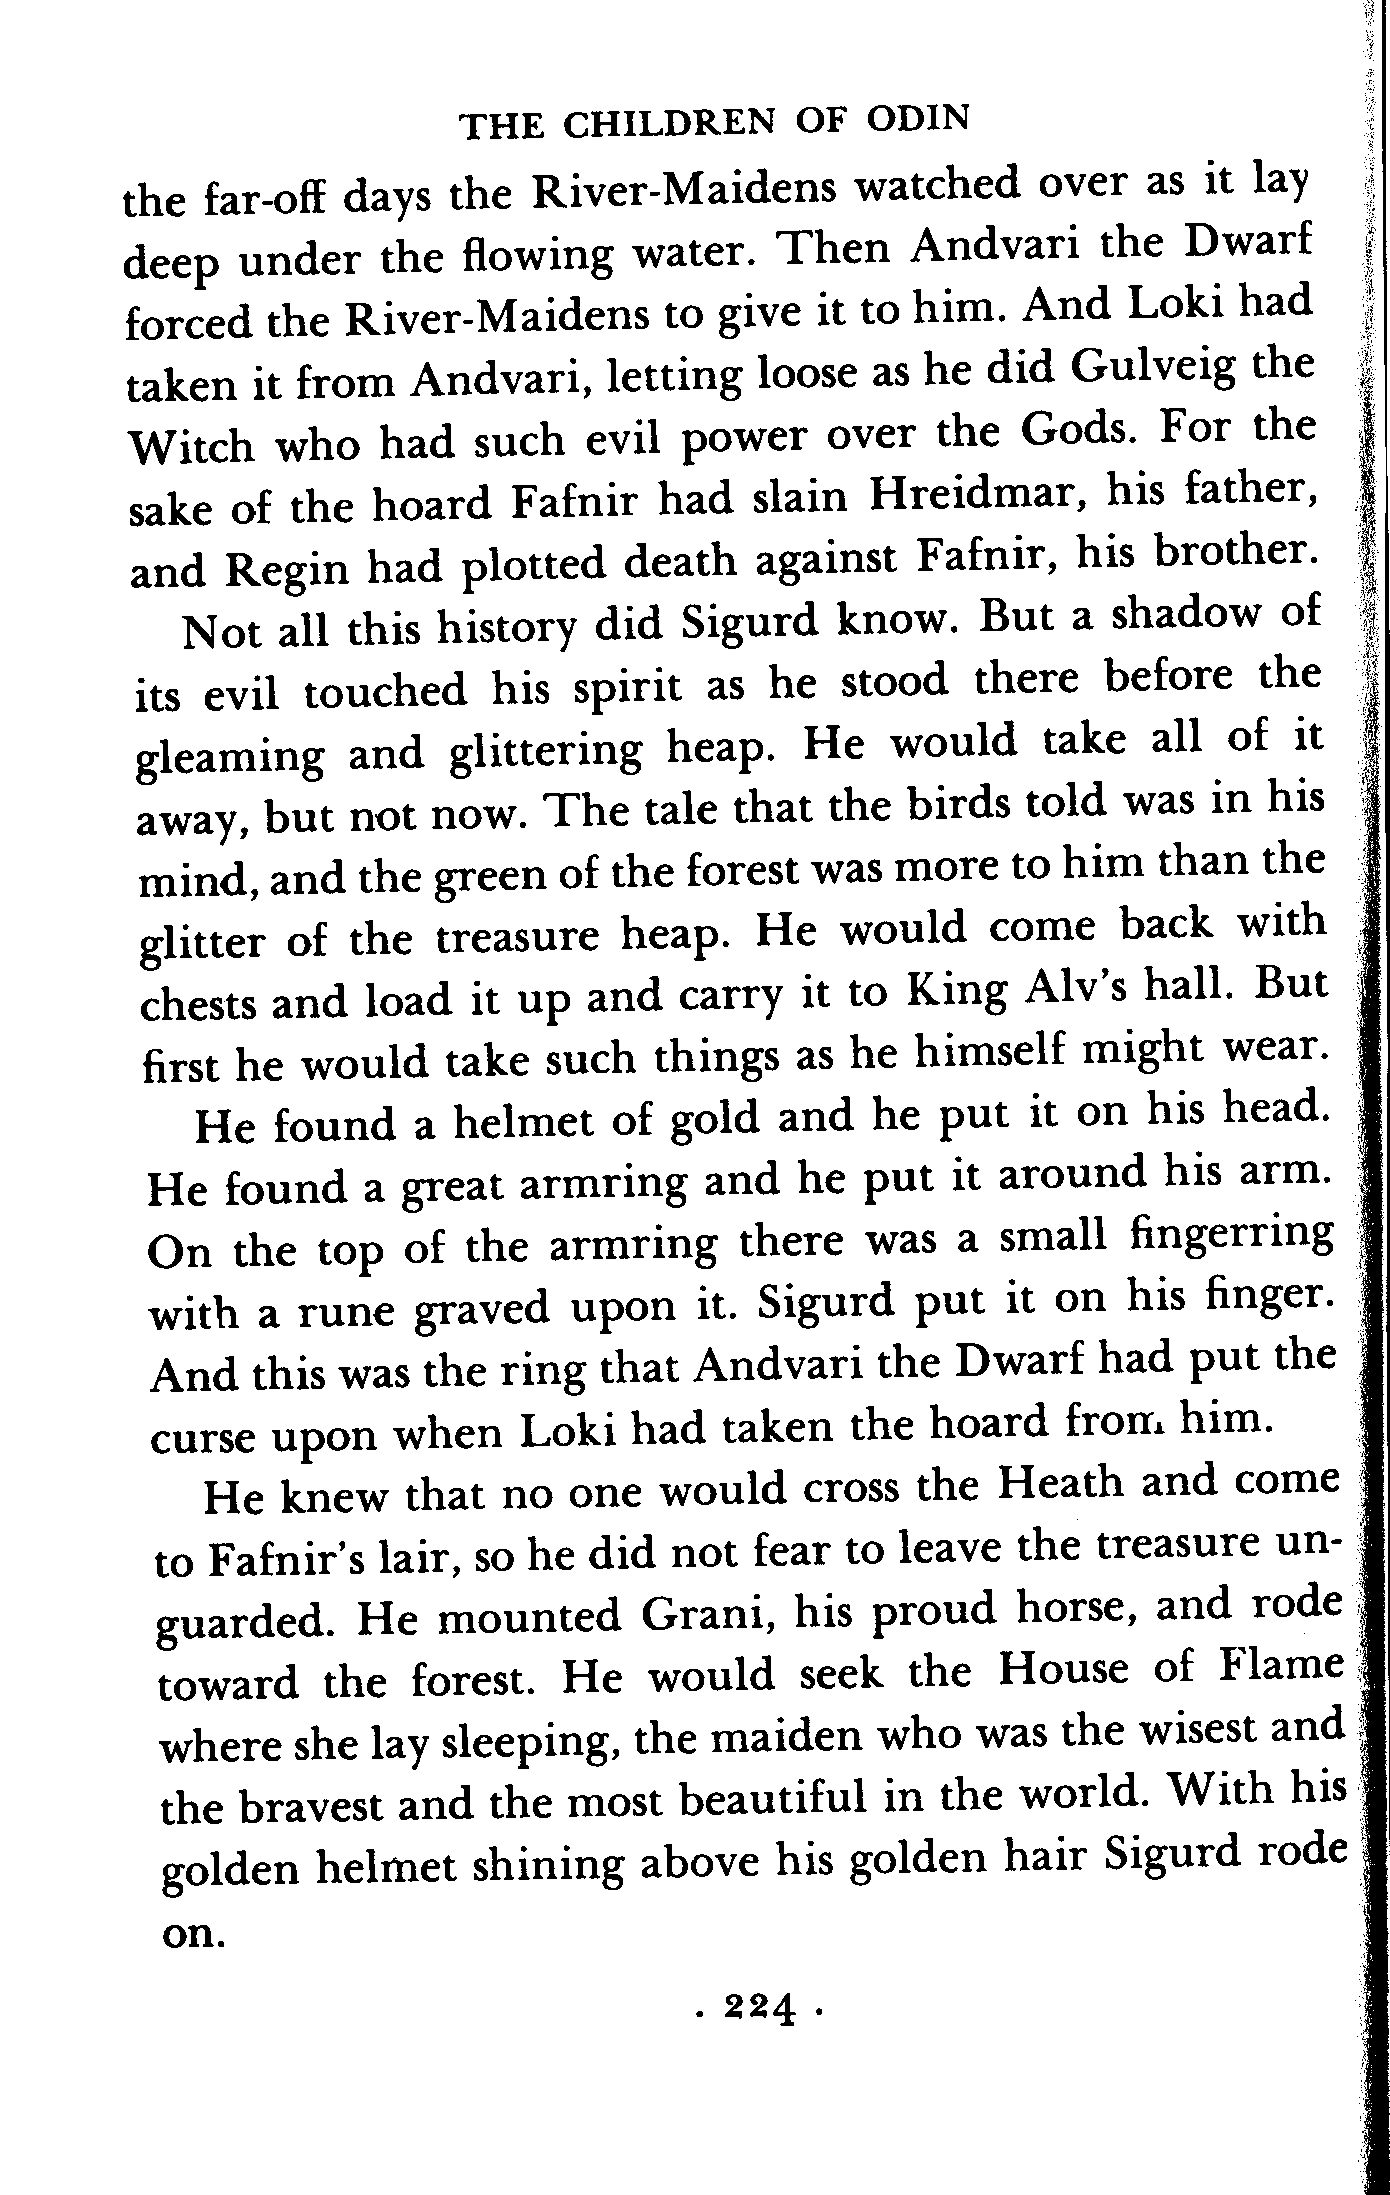 THE CHILDREN OF ODIN
the far-off days the River-Maidens watched over as it lay
deep under the flowing water. Then Andvari the Dwarf
forced the River-Maidens to give it to him. And Loki had
taken it from Andvari, letting loose as he did Gulveig the
Witch who had such evil power over the Gods. For the
sake of the hoard Fafnir had slain Hreidmar, his father,
and Regin had plotted death against Fafnir, his brother.
Not all this history did Sigurd know. But a shadow of
its evil touched his spirit as he stood there before the
gleaming and glittering heap. He would take all of it
away, but not now. The tale that the birds told was in his
mind, and the green of the forest was more to him than the
glitter of the treasure heap. He would come back with
chests and load it up and carry it to King Alv's hall. But
first he would take such things as he himself might wear.
He found a helmet of gold and he put it on his head.
He found a great armring and he put it around his arm.
On the top of the armring there was a small fingerring
with a rune graved upon it. Sigurd put it on his finger.
And this was the ring that Andvari the Dwarf had put the
curse upon when Loki had taken the hoard from him.
He knew that no one would cross the Heath and come
to Fafnir's lair, so he did not fear to leave the treasure un-
guarded. He mounted Grani, his proud horse, and rode
toward the forest. He would seek the House of Flame
where she lay sleeping, the maiden who was the wisest and
the bravest and the most beautiful in the world. With his
golden helmet shining above his golden hair Sigurd rode
on.
. 224 .